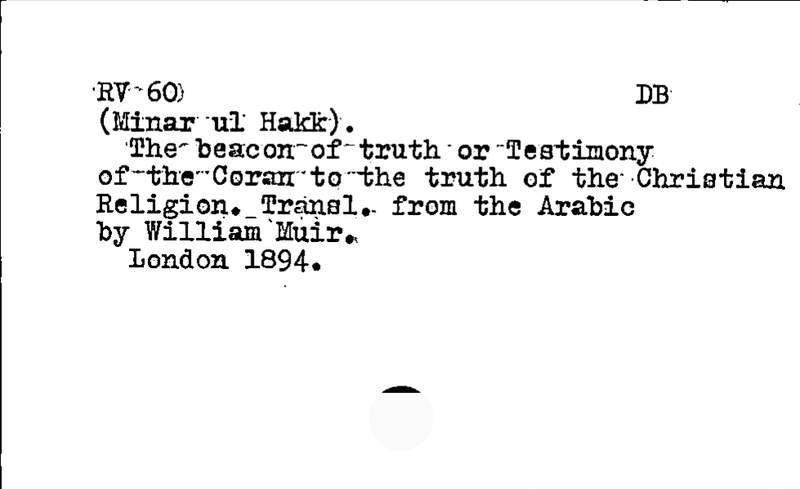 RV 60 DB
(Minar ul Hakk).
The beacon of truth or Testimony
of the Coran to the truth of the Christian
Religion. Transl. from the Arabic
by William Muir.
London 1894.